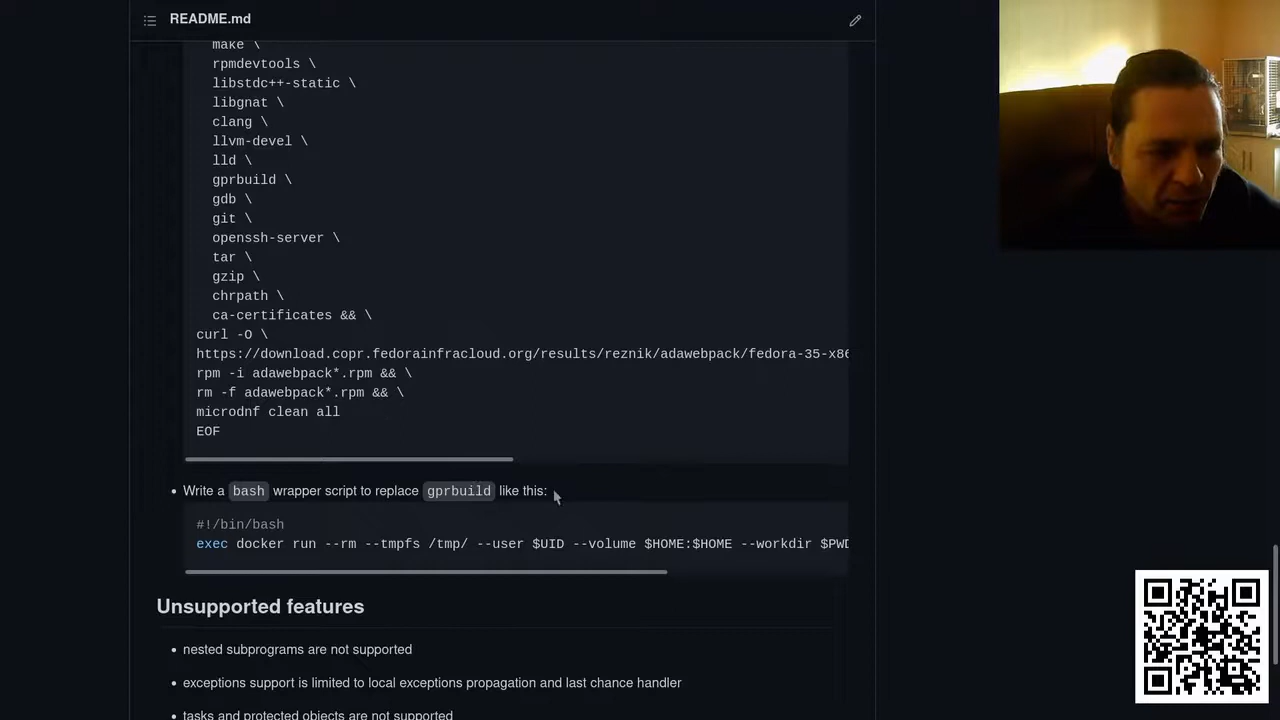 README.md
make \
rpmdevtools \
libstdc++-static \
libgnat \
clang \
llvm-devel \
lld \
gprbuild \
gdb \
git \
openssh-server \
tar \
gzip \
chrpath \
ca-certificates && \
curl -O \
https://download.copr.fedorainfracloud.org/results/reznik/adawebpack/fedora-35-x86
rpm -i adawebpack*.rpm && \
rm -f adawebpack*.rpm && \
microdnf clean all
EOF
• Write a bash wrapper script to replace gprbuild like this:
#!/bin/bash
exec docker run --rm --tmpfs /tmp/ --user $UID --volume $HOME:$HOME --workdir $PWD
Unsupported features
• nested subprograms are not supported
• exceptions support is limited to local exceptions propagation and last chance handler
• tasks and protected objects are not supported